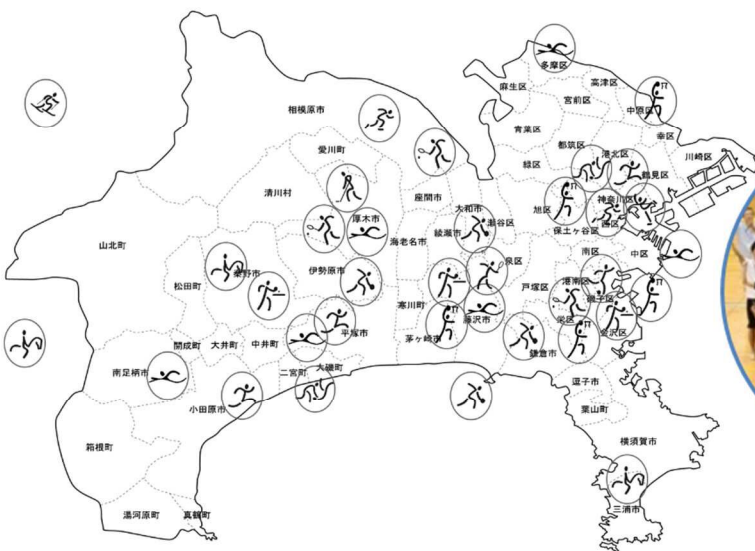 多摩区
麻生区
高津区
宮前区
中原区
相模原市
青葉区
幸区
都筑区
港北区
川崎区
愛川町
緑区
鶴見区
清川村
座間市
神奈川区
大和市
旭区
西区
厚木市
綾瀬市
瀬谷区
保土ヶ谷区
山北町
海老名市
南区
中区
泉区
秦野市
伊勢原市
松田町
戸塚区
港南区
磯子区
寒川町
藤沢市
栄区
金沢区
開成町
大井町
中井町
平塚市
茅ヶ崎市
鎌倉市
南足柄市
二宮町
大磯町
小田原市
逗子市
葉山町
箱根町
横須賀市
三浦市
湯河原町
真鶴町